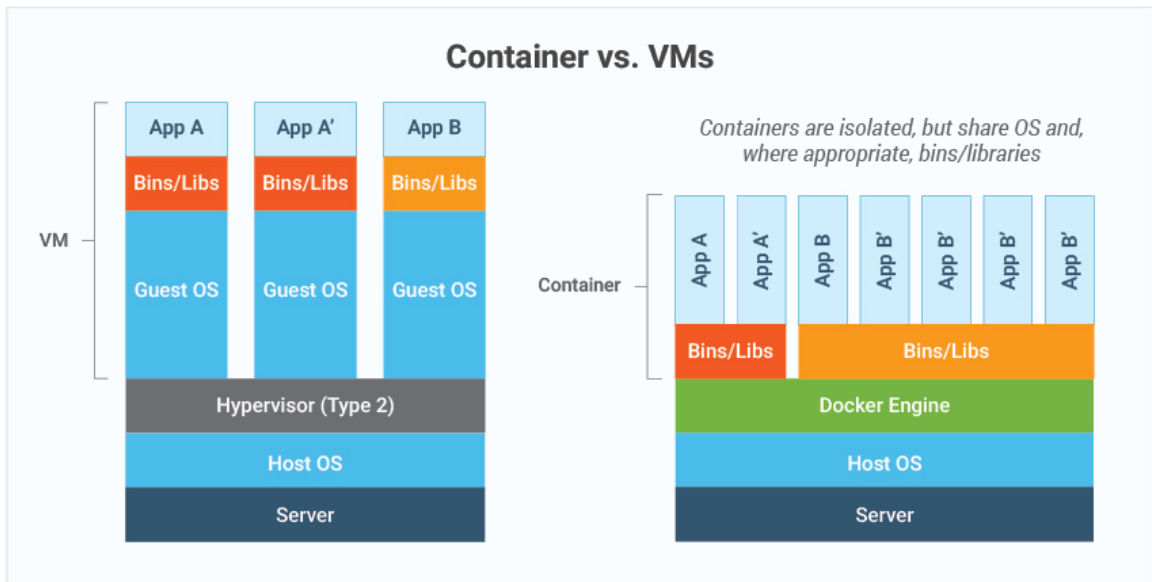 Container vs. VMs
VM
App A
App A’
App B
Bins/Libs
Bins/Libs
Bins/Libs
Guest OS
Guest OS
Guest OS
Hypervisor (Type 2)
Host OS
Server
Containers are isolated, but share OS and,
where appropriate, bins/libraries
Container
App A
App A’
App B
App B’
App B’
App B’
App B’
Bins/Libs
Bins/Libs
Docker Engine
Host OS
Server